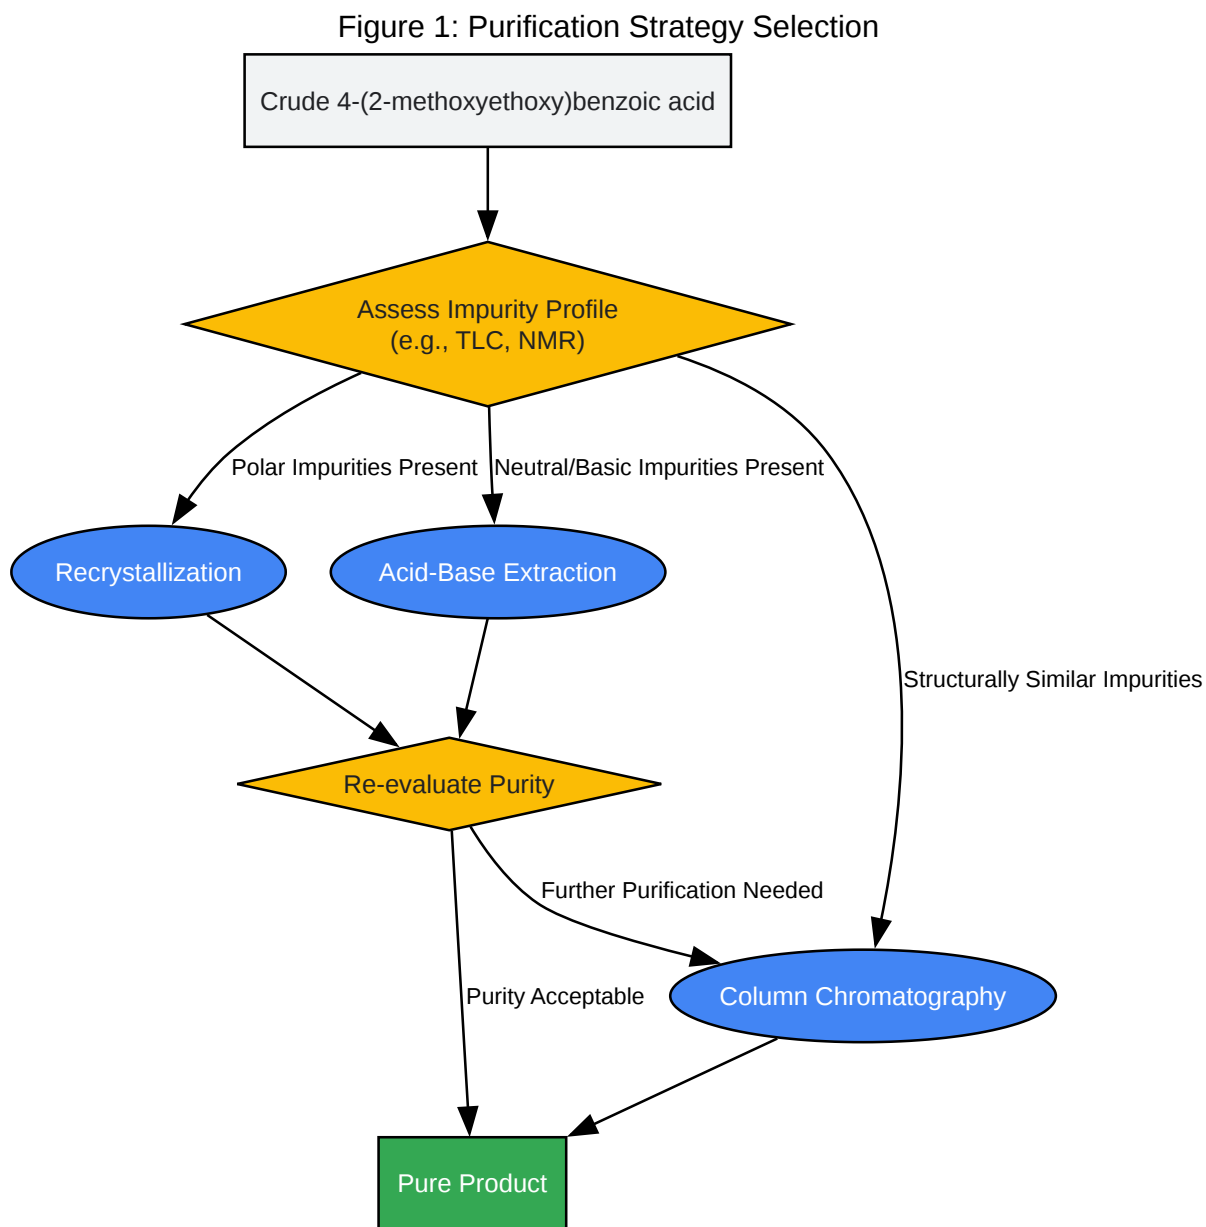 Figure 1: Purification Strategy Selection
Crude 4-(2-methoxyethoxy)benzoic acid
Assess Impurity Profile
(e.g., TLC, NMR)
Polar Impurities Present
Neutral/Basic Impurities Present
Recrystallization
Acid-Base Extraction
Structurally Similar Impurities
Re-evaluate Purity
Further Purification Needed
Purity Acceptable
Column Chromatography
Pure Product